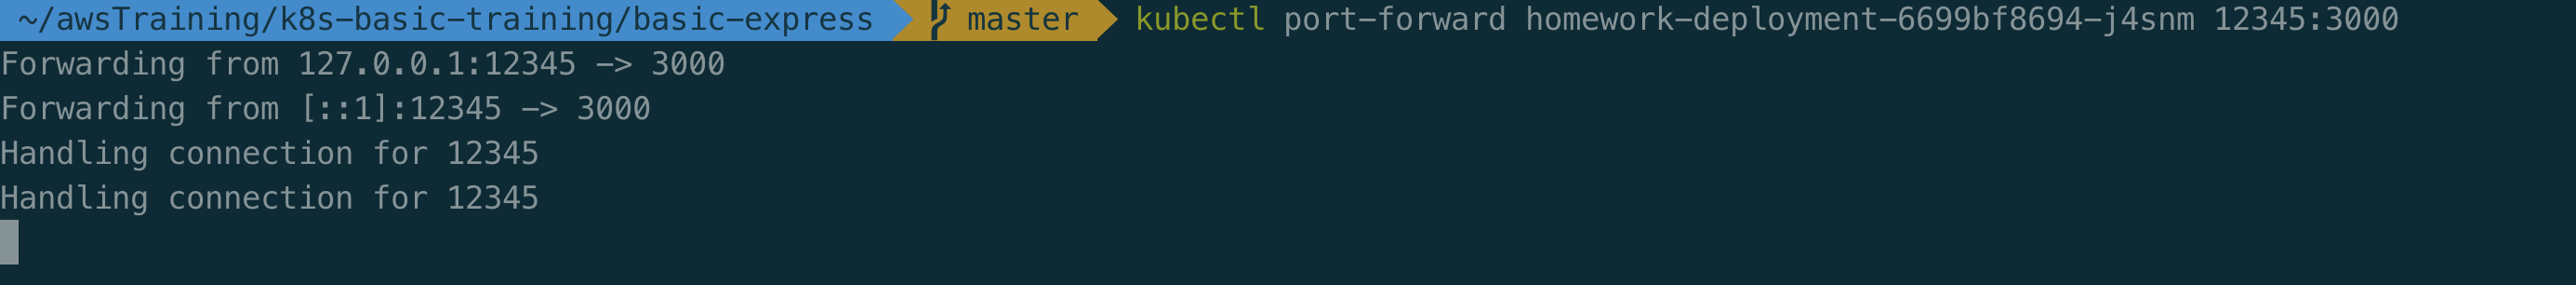 ~/awsTraining/k8s-basic-training/basic-express master kubectl port-forward homework-deployment-6699bf8694-j4snm 12345:3000
Forwarding from 127.0.0.1:12345 -> 3000
Forwarding from [::1]:12345 -> 3000
Handling connection for 12345
Handling connection for 12345